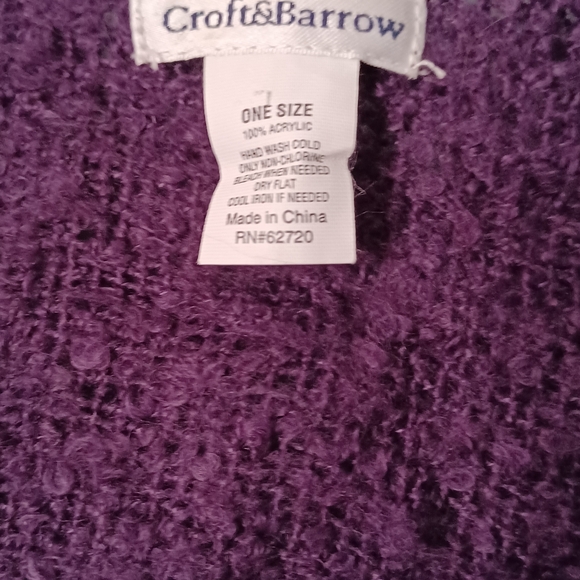 Croft&Barrow
ONE SIZE
100% ACRYLIC
HAND WASH COLD
ONLY NON-CHLORINE
BLEACH WHEN NEEDED
DRY FLAT
COOL IRON IF NEEDED
Made in China
RN#62720